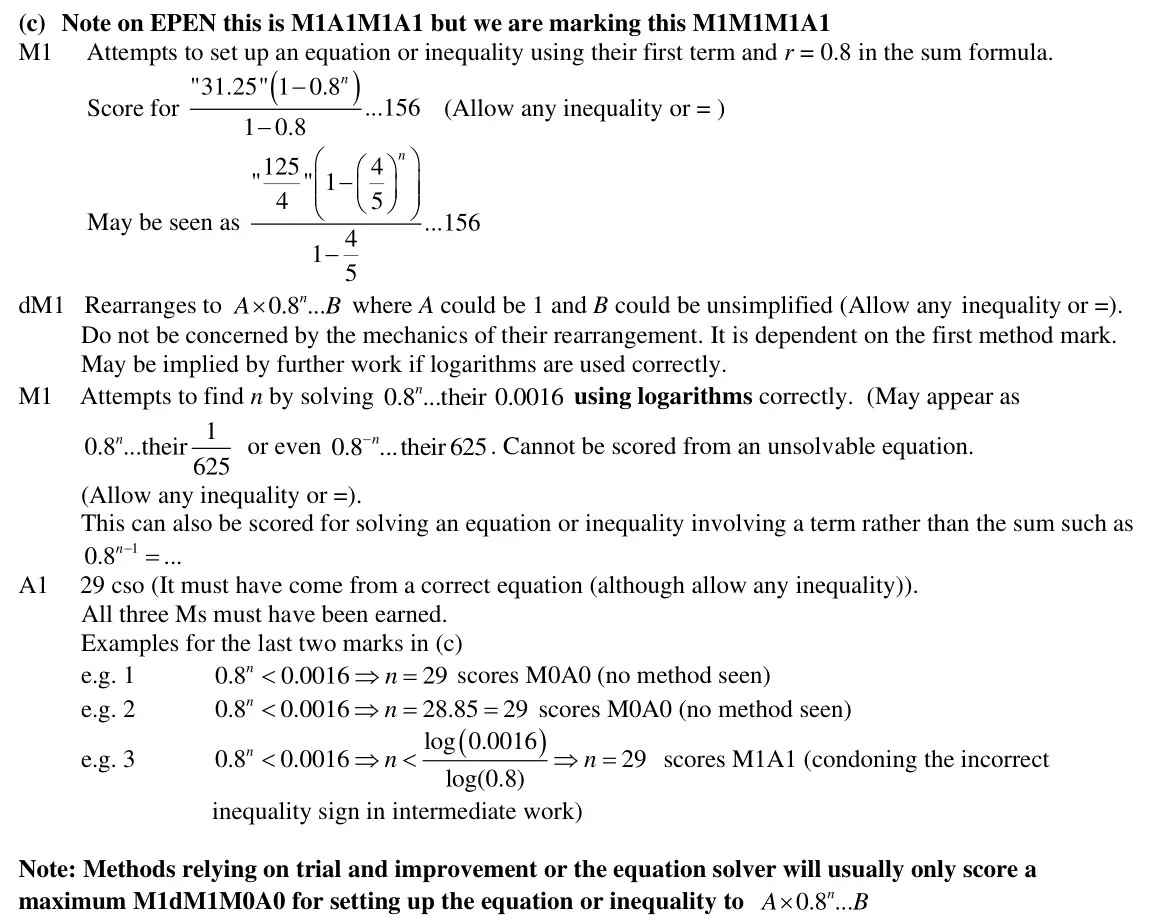 (c) Note on EPEN this is M1A1M1A1 but we are marking this M1M1M1A1
M1 Attempts to set up an equation or inequality using their first term and r = 0.8 in the sum formula.
Score for "31.25"(1−0.8ⁿ)/(1−0.8) ...156 (Allow any inequality or = )
May be seen as "125/4"(1−(4/5)ⁿ)/(1−4/5) ...156
dM1 Rearranges to A×0.8ⁿ...B where A could be 1 and B could be unsimplified (Allow any inequality or =).
Do not be concerned by the mechanics of their rearrangement. It is dependent on the first method mark.
May be implied by further work if logarithms are used correctly.
M1 Attempts to find n by solving 0.8ⁿ...their 0.0016 using logarithms correctly. (May appear as
0.8ⁿ...their 1/625 or even 0.8⁻ⁿ...their 625. Cannot be scored from an unsolvable equation.
(Allow any inequality or =).
This can also be scored for solving an equation or inequality involving a term rather than the sum such as
0.8ⁿ⁻¹ = ...
A1 29 cso (It must have come from a correct equation (although allow any inequality)).
All three Ms must have been earned.
Examples for the last two marks in (c)
e.g. 1 0.8ⁿ < 0.0016 ⇒ n = 29 scores M0A0 (no method seen)
e.g. 2 0.8ⁿ < 0.0016 ⇒ n = 28.85 = 29 scores M0A0 (no method seen)
e.g. 3 0.8ⁿ < 0.0016 ⇒ n < log(0.0016)/log(0.8) ⇒ n = 29 scores M1A1 (condoning the incorrect
inequality sign in intermediate work)
Note: Methods relying on trial and improvement or the equation solver will usually only score a
maximum M1dM1M0A0 for setting up the equation or inequality to A×0.8ⁿ...B